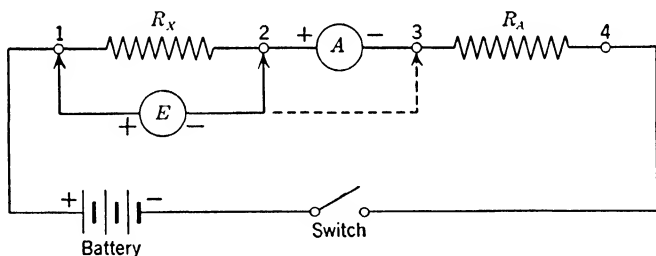 1 R_X 2 + A − 3 R_A 4
+ E −
+ −
Battery
Switch